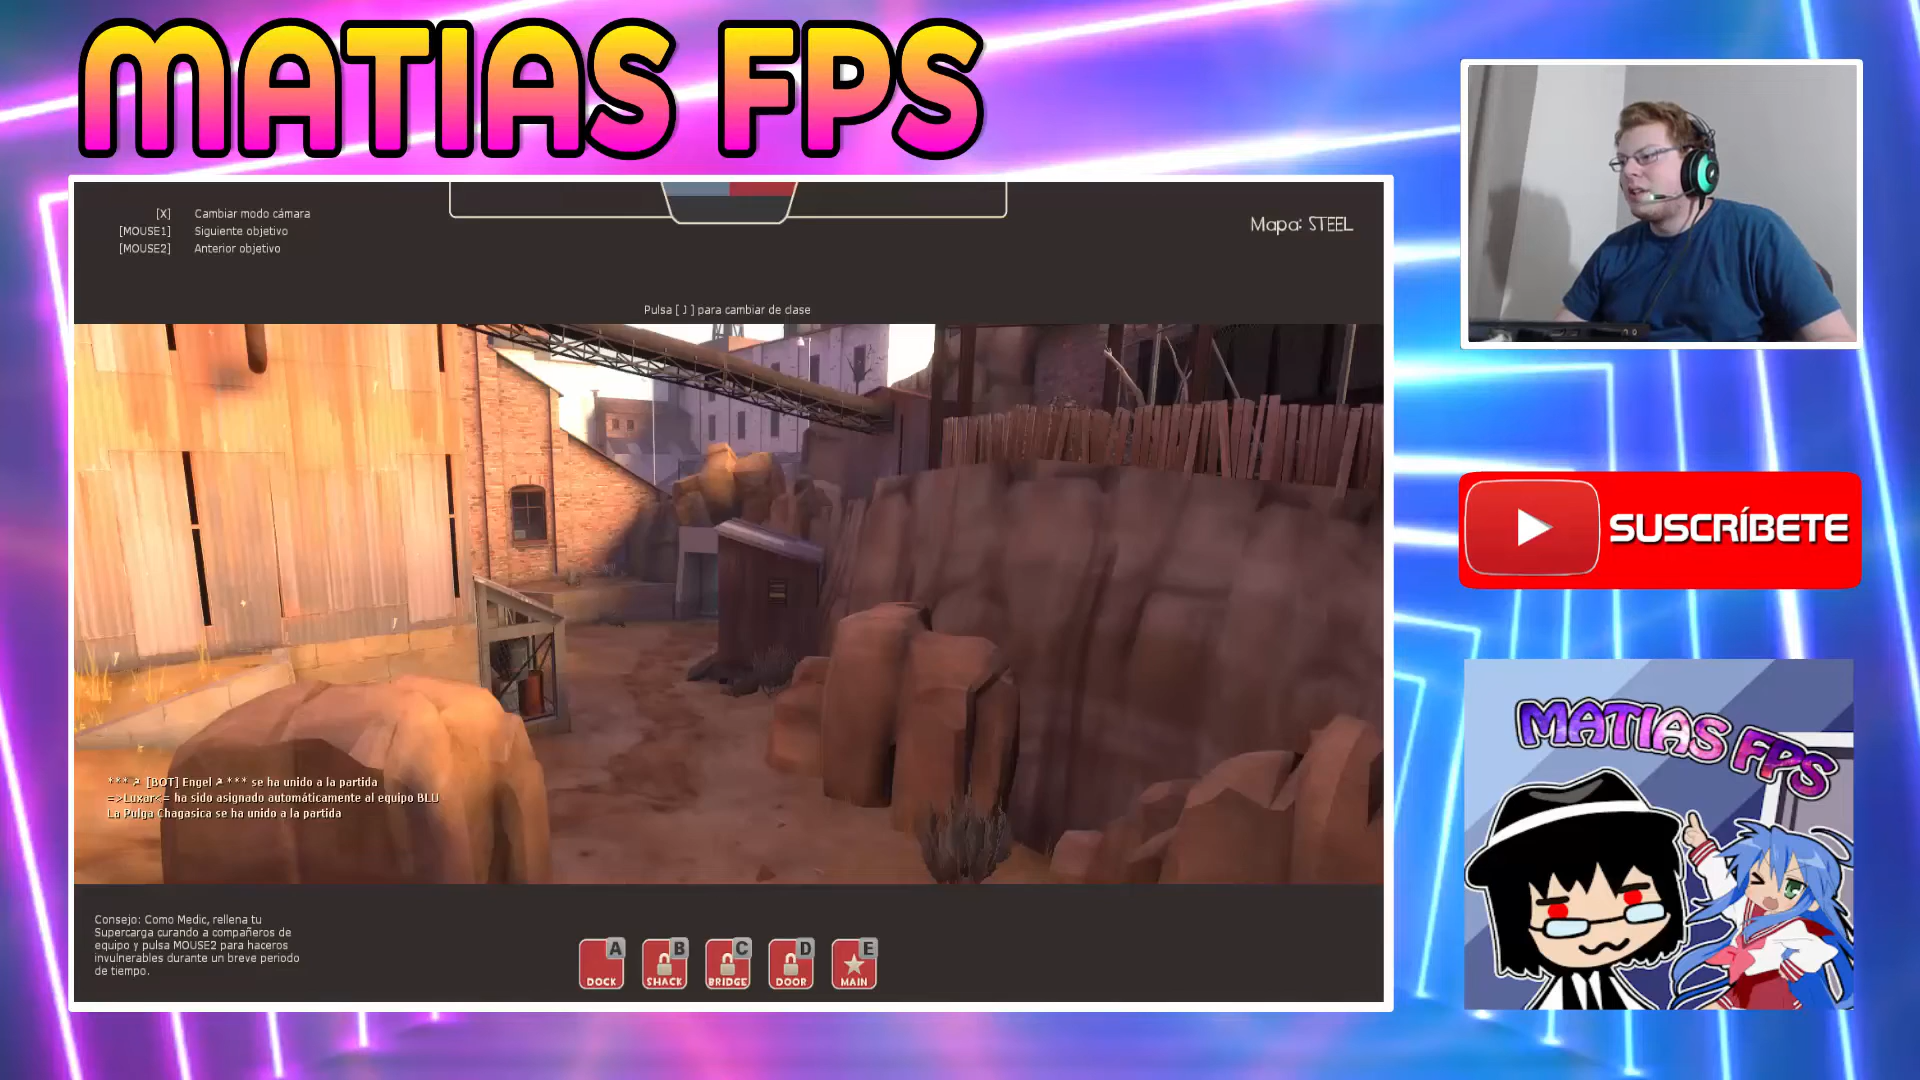 MATIAS FPS
[X] Cambiar modo cámara
[MOUSE1] Siguiente objetivo
[MOUSE2] Anterior objetivo
Mapa: STEEL
Pulsa [ J ] para cambiar de clase
*** [BOT] Engel *** se ha unido a la partida
=>Luxar<= ha sido asignado automáticamente al equipo BLU
La Pulga Chagasica se ha unido a la partida
Consejo: Como Medic, rellena tu
Supercarga curando a compañeros de
equipo y pulsa MOUSE2 para haceros
invulnerables durante un breve periodo
de tiempo.
A B C D E
DOCK SHACK BRIDGE DOOR MAIN
SUSCRÍBETE
MATIAS FPS